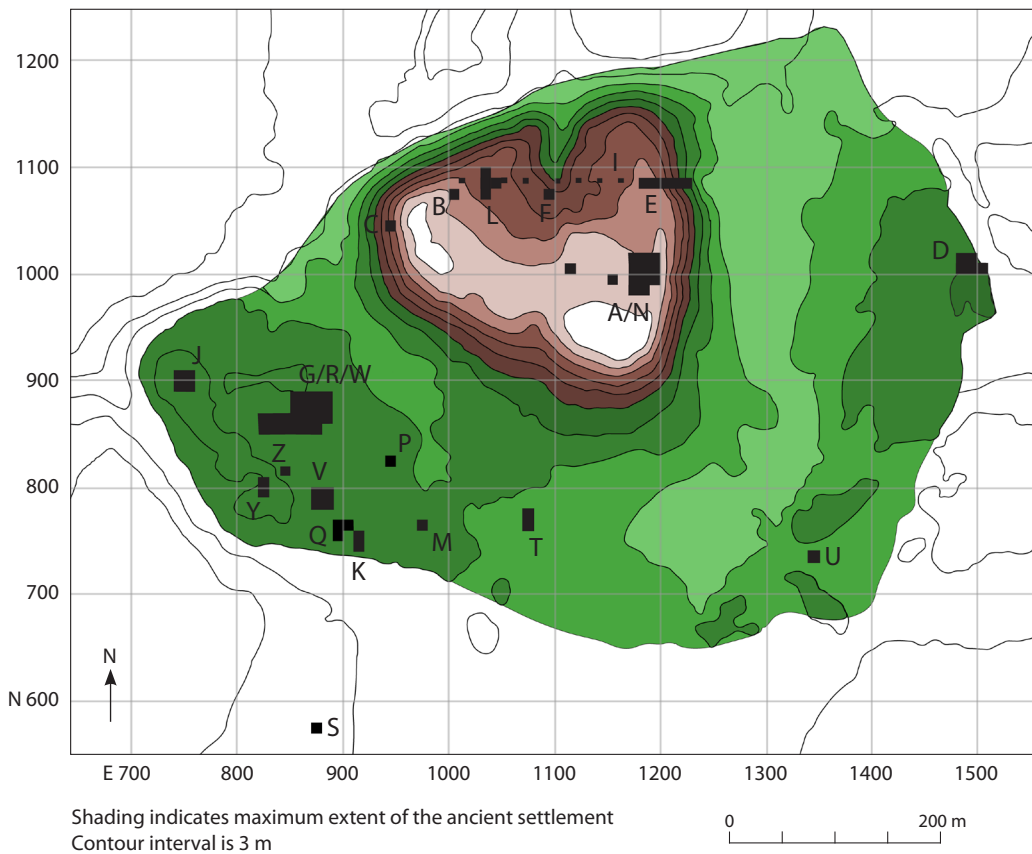 1200
1100
I
B
L
F
E
C
1000
D
A/N
J
900
G/R/W
P
Z
V
800
Y
Q
M
T
K
U
700
N
N 600
S
E 700 800 900 1000 1100 1200 1300 1400 1500
Shading indicates maximum extent of the ancient settlement
Contour interval is 3 m
0 200 m